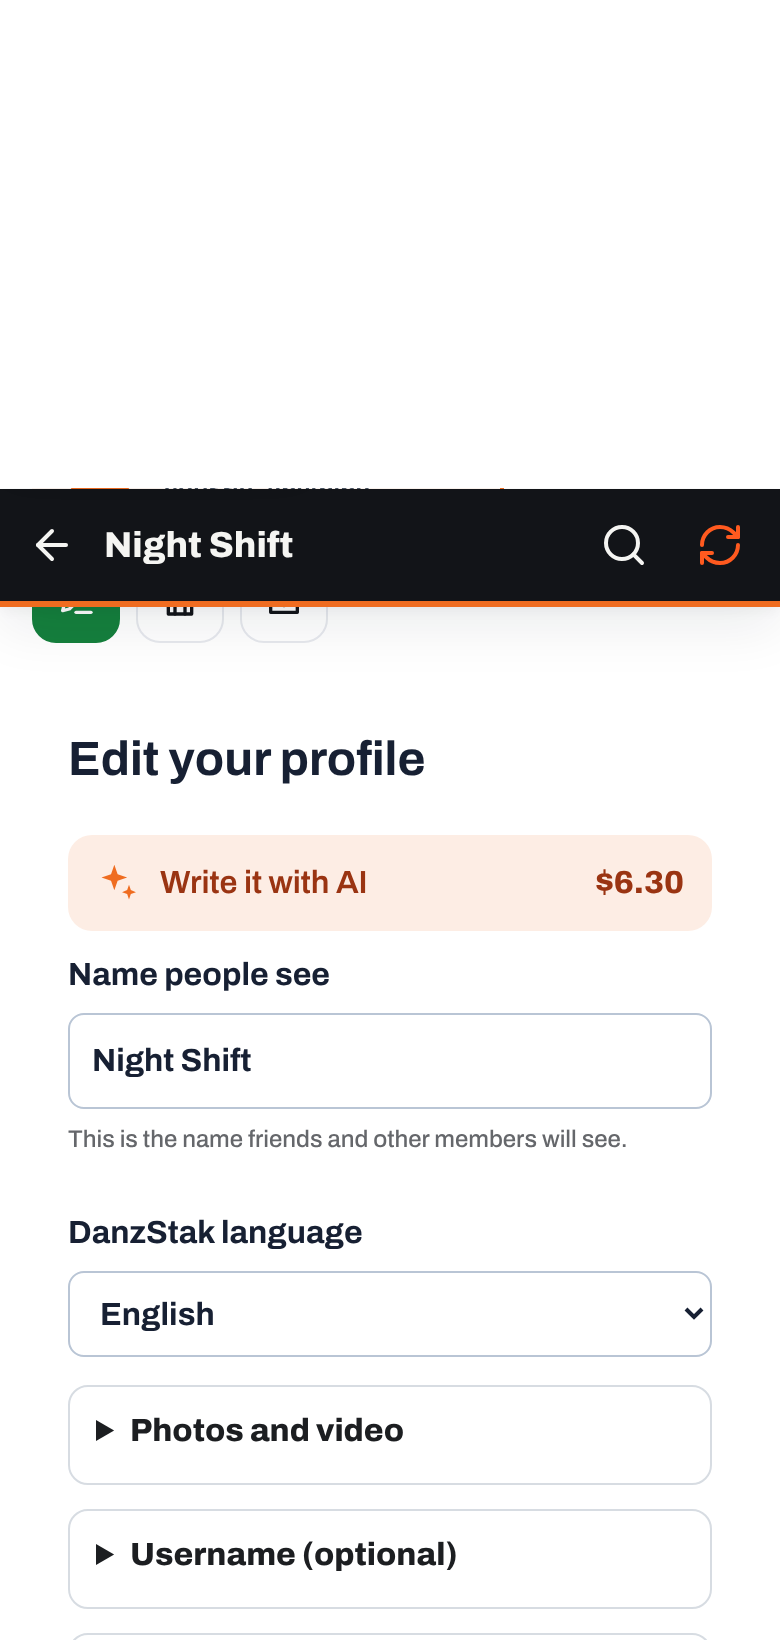 Night Shift
Edit your profile
Write it with AI $6.30
Name people see
Night Shift
This is the name friends and other members will see.
DanzStak language
English
Photos and video
Username (optional)